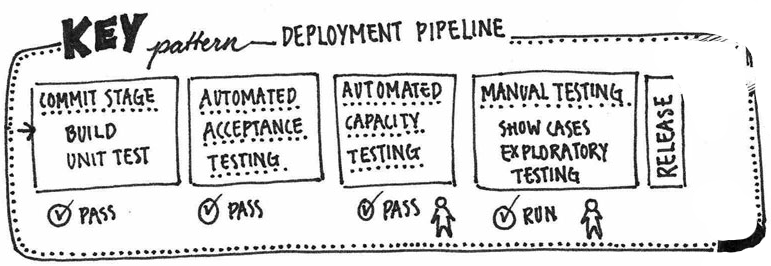 KEY pattern DEPLOYMENT PIPELINE
COMMIT STAGE
BUILD
UNIT TEST
PASS
AUTOMATED
ACCEPTANCE
TESTING
PASS
AUTOMATED
CAPACITY
TESTING
PASS
MANUAL TESTING
SHOW CASES
EXPLORATORY
TESTING
RUN
RELEASE